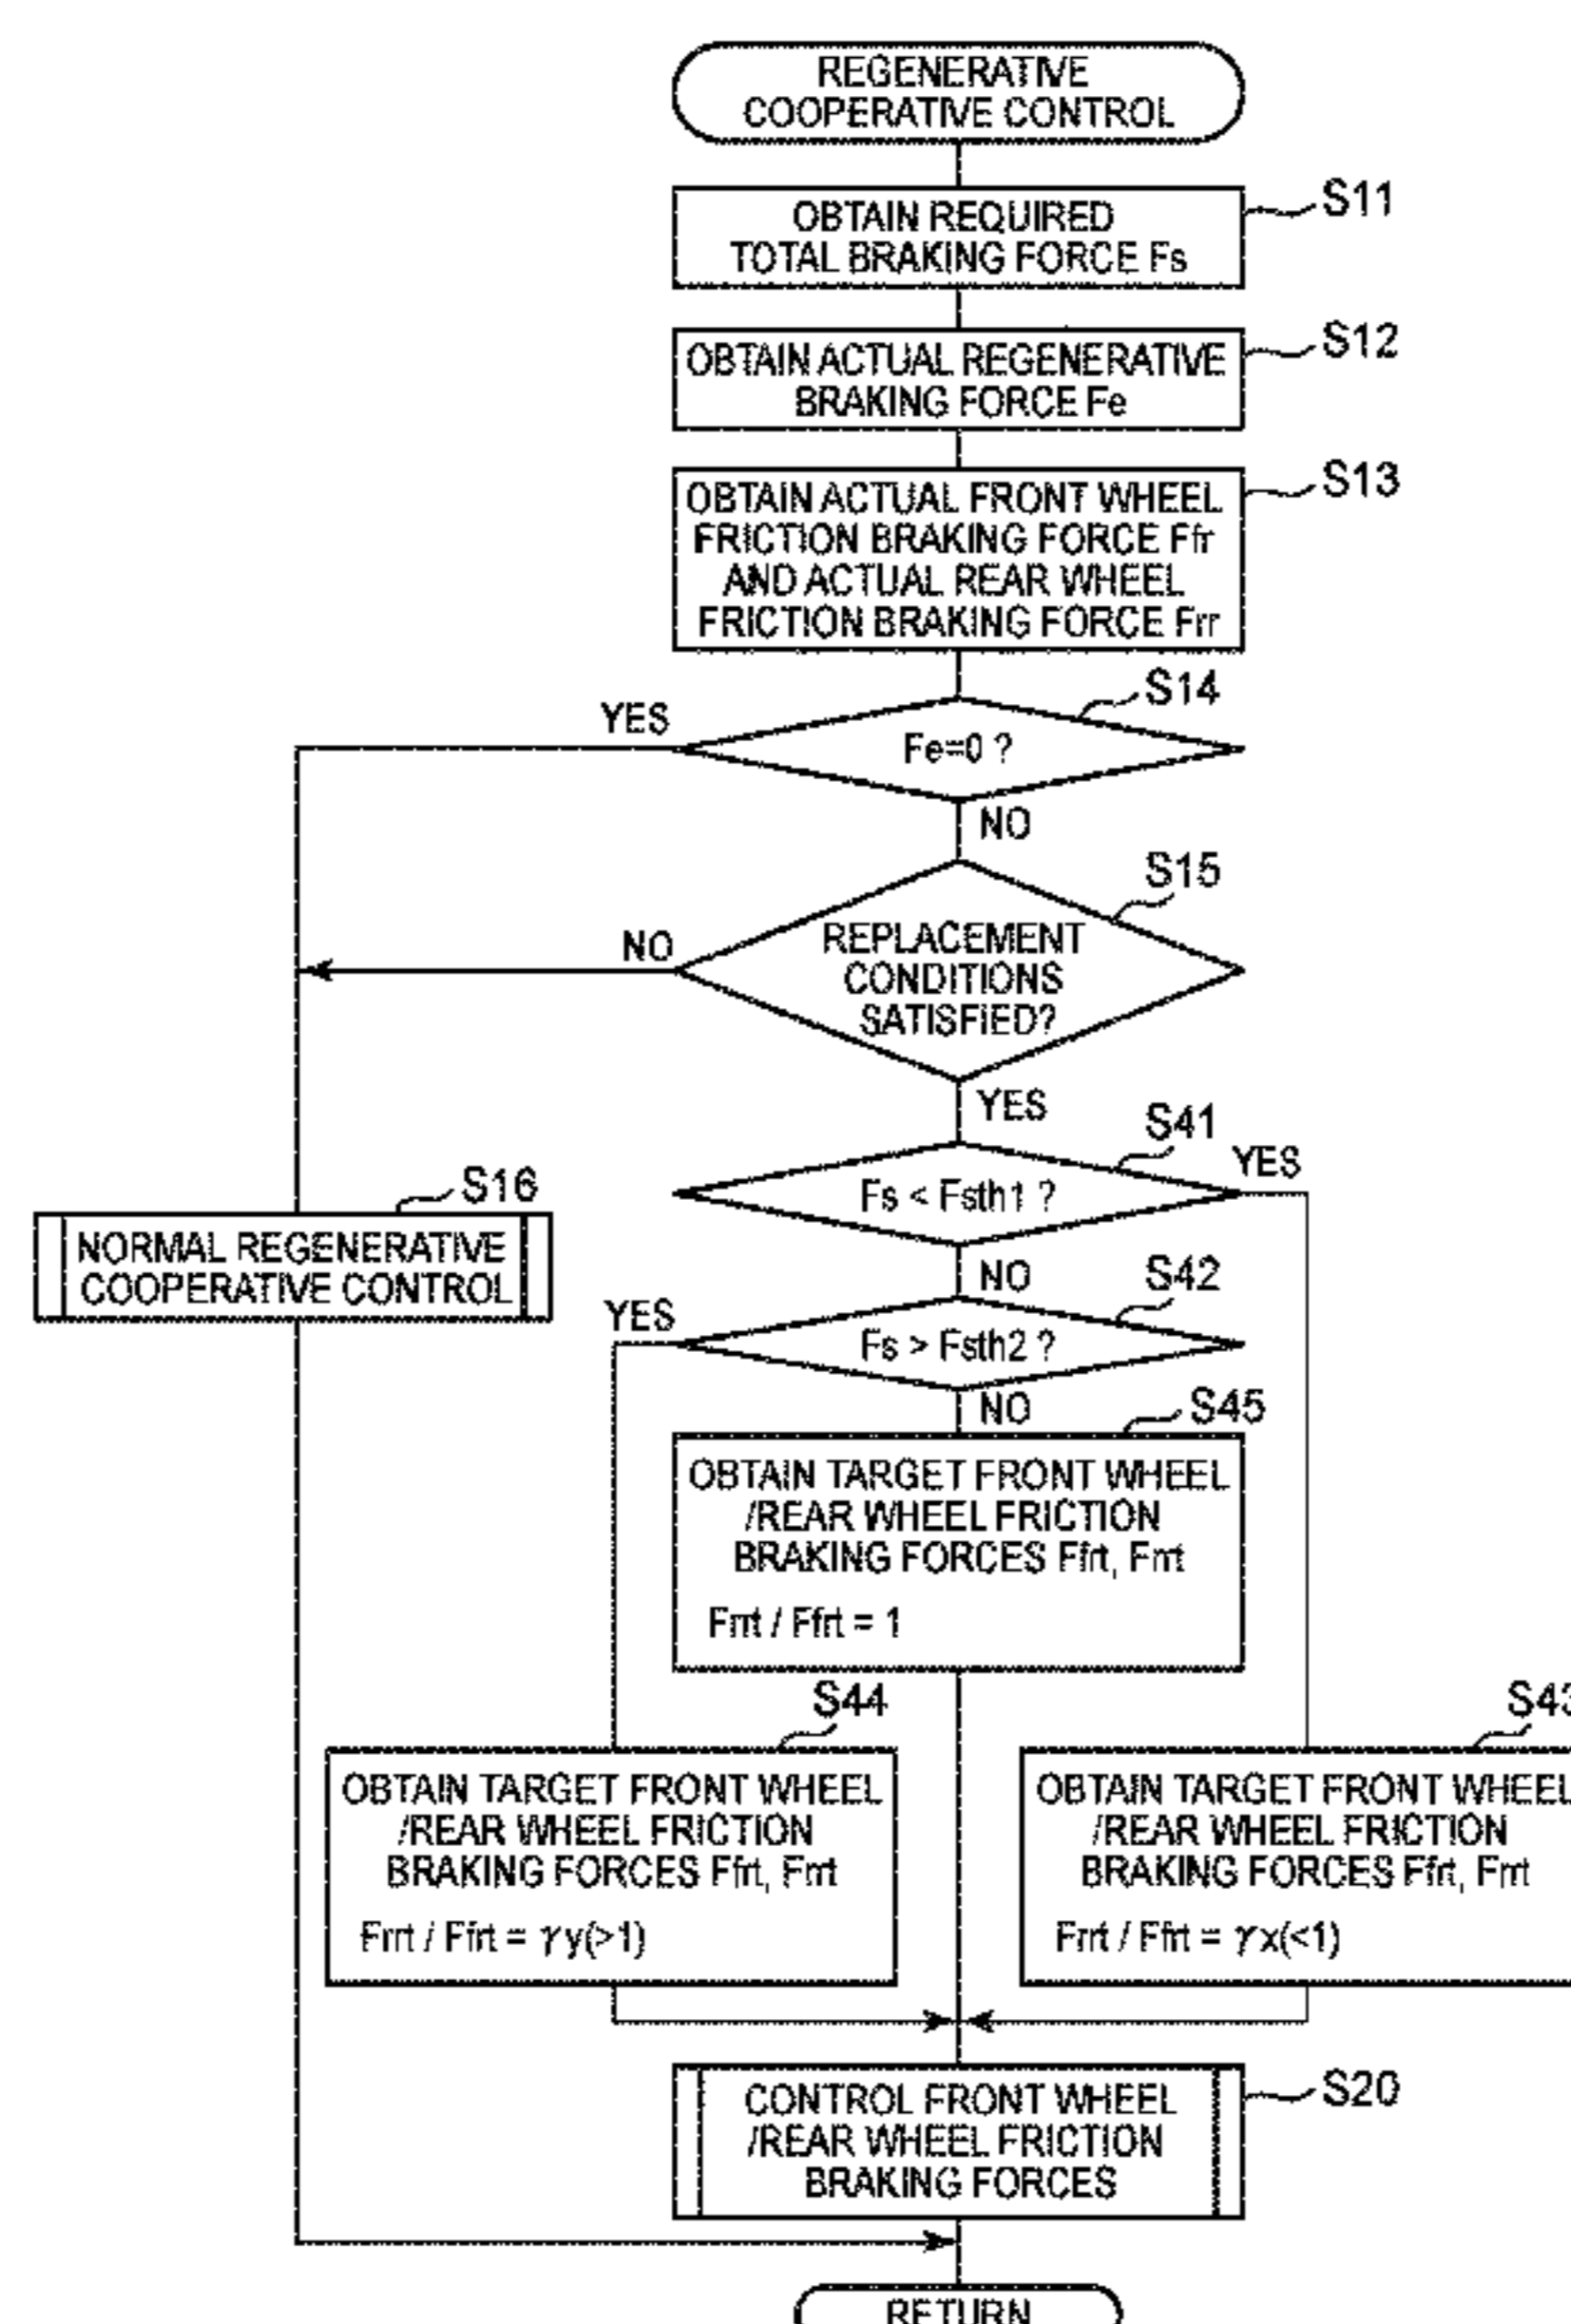 REGENERATIVE
COOPERATIVE CONTROL
S11
OBTAIN REQUIRED
TOTAL BRAKING FORCE Fs
S12
OBTAIN ACTUAL REGENERATIVE
BRAKING FORCE Fe
S13
OBTAIN ACTUAL FRONT WHEEL
FRICTION BRAKING FORCE Ffr
AND ACTUAL REAR WHEEL
FRICTION BRAKING FORCE Frr
S14
YES
Fe=0 ?
NO
S15
NO
REPLACEMENT
CONDITIONS
SATISFIED?
YES
S41
YES
Fs < Fsth1 ?
S16
NORMAL REGENERATIVE
COOPERATIVE CONTROL
NO
S42
YES
Fs > Fsth2 ?
NO
S45
OBTAIN TARGET FRONT WHEEL
/REAR WHEEL FRICTION
BRAKING FORCES Ffrt, Frrt
Frrt / Ffrt = 1
S44
OBTAIN TARGET FRONT WHEEL
/REAR WHEEL FRICTION
BRAKING FORCES Ffrt, Frrt
Frrt / Ffrt = γy(>1)
S43
OBTAIN TARGET FRONT WHEEL
/REAR WHEEL FRICTION
BRAKING FORCES Ffrt, Frrt
Frrt / Ffrt = γx(<1)
S20
CONTROL FRONT WHEEL
/REAR WHEEL FRICTION
BRAKING FORCES
RETURN